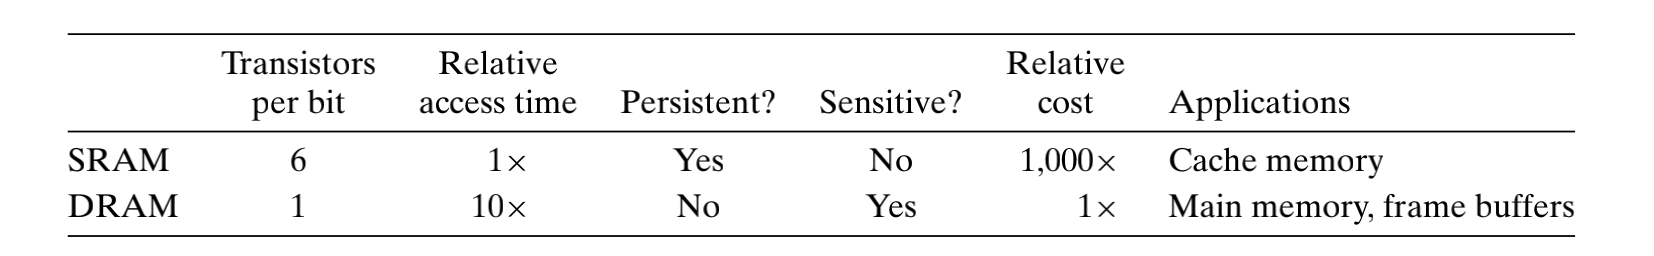 Transistors Relative Relative
per bit access time Persistent? Sensitive? cost Applications
SRAM 6 1× Yes No 1,000× Cache memory
DRAM 1 10× No Yes 1× Main memory, frame buffers